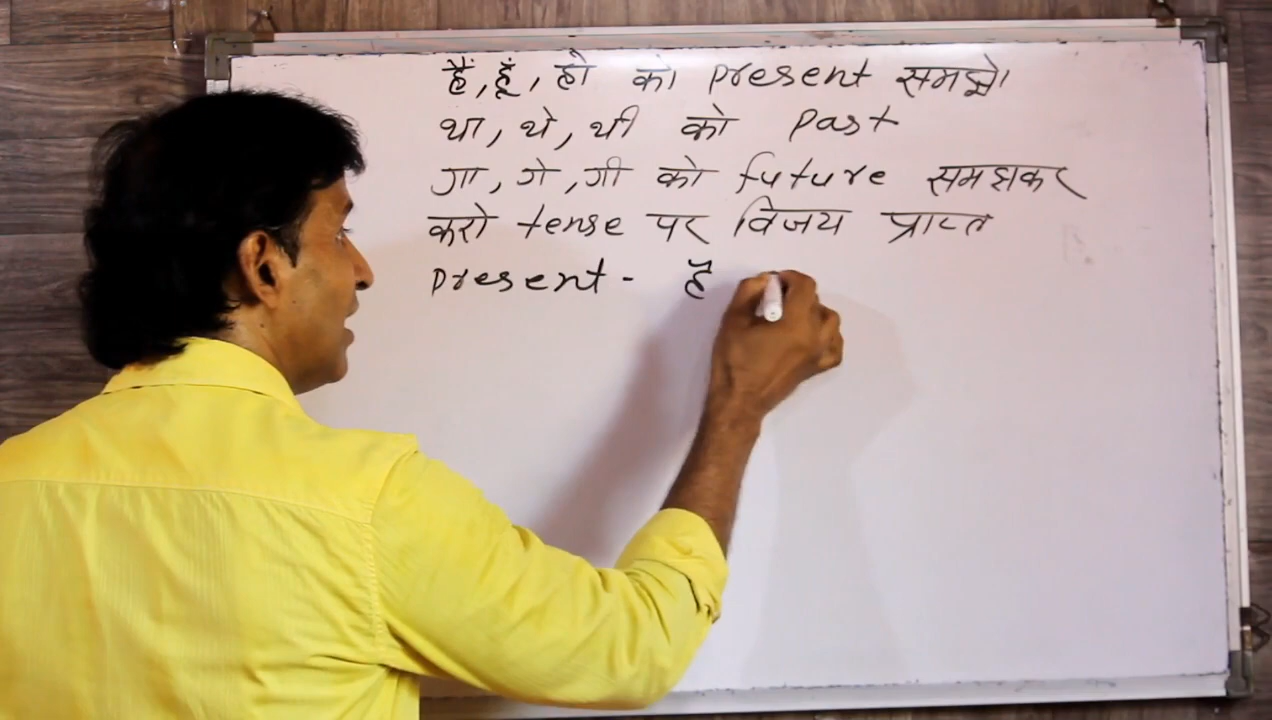 हैं, हूँ, हो को present समझो।
था, थे, थी को past
गा, गे, गी को future समझकर
करो tense पर विजय प्राप्त
present - है